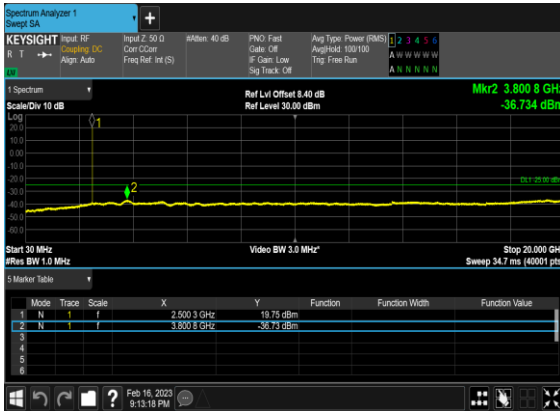 Spectrum Analyzer 1
Swept SA
+
KEYSIGHT
R T
Input: RF
Coupling: DC
Align: Auto
Input Z: 50 Ω
Corr CCorr
Freq Ref: Int (S)
#Atten: 40 dB
PNO: Fast
Gate: Off
IF Gain: Low
Sig Track: Off
Avg Type: Power (RMS)
Avg|Hold: 100/100
Trig: Free Run
1 2 3 4 5 6
A W W W W W
A N N N N N
1 Spectrum
Scale/Div 10 dB
Ref Lvl Offset 8.40 dB
Ref Level 30.00 dBm
Mkr2 3.800 8 GHz
-36.734 dBm
Log
20.0
10.0
0.00
-10.0
-20.0
-30.0
-40.0
-50.0
-60.0
1
2
DL1 -25.00 dBm
Start 30 MHz
#Res BW 1.0 MHz
Video BW 3.0 MHz*
Stop 20.000 GHz
Sweep 34.7 ms (40001 pts)
5 Marker Table
Mode Trace Scale X Y Function Function Width Function Value
1 N 1 f 2.500 3 GHz 19.75 dBm
2 N 1 f 3.800 8 GHz -36.73 dBm
3
4
5
6
?
Feb 16, 2023
9:13:18 PM